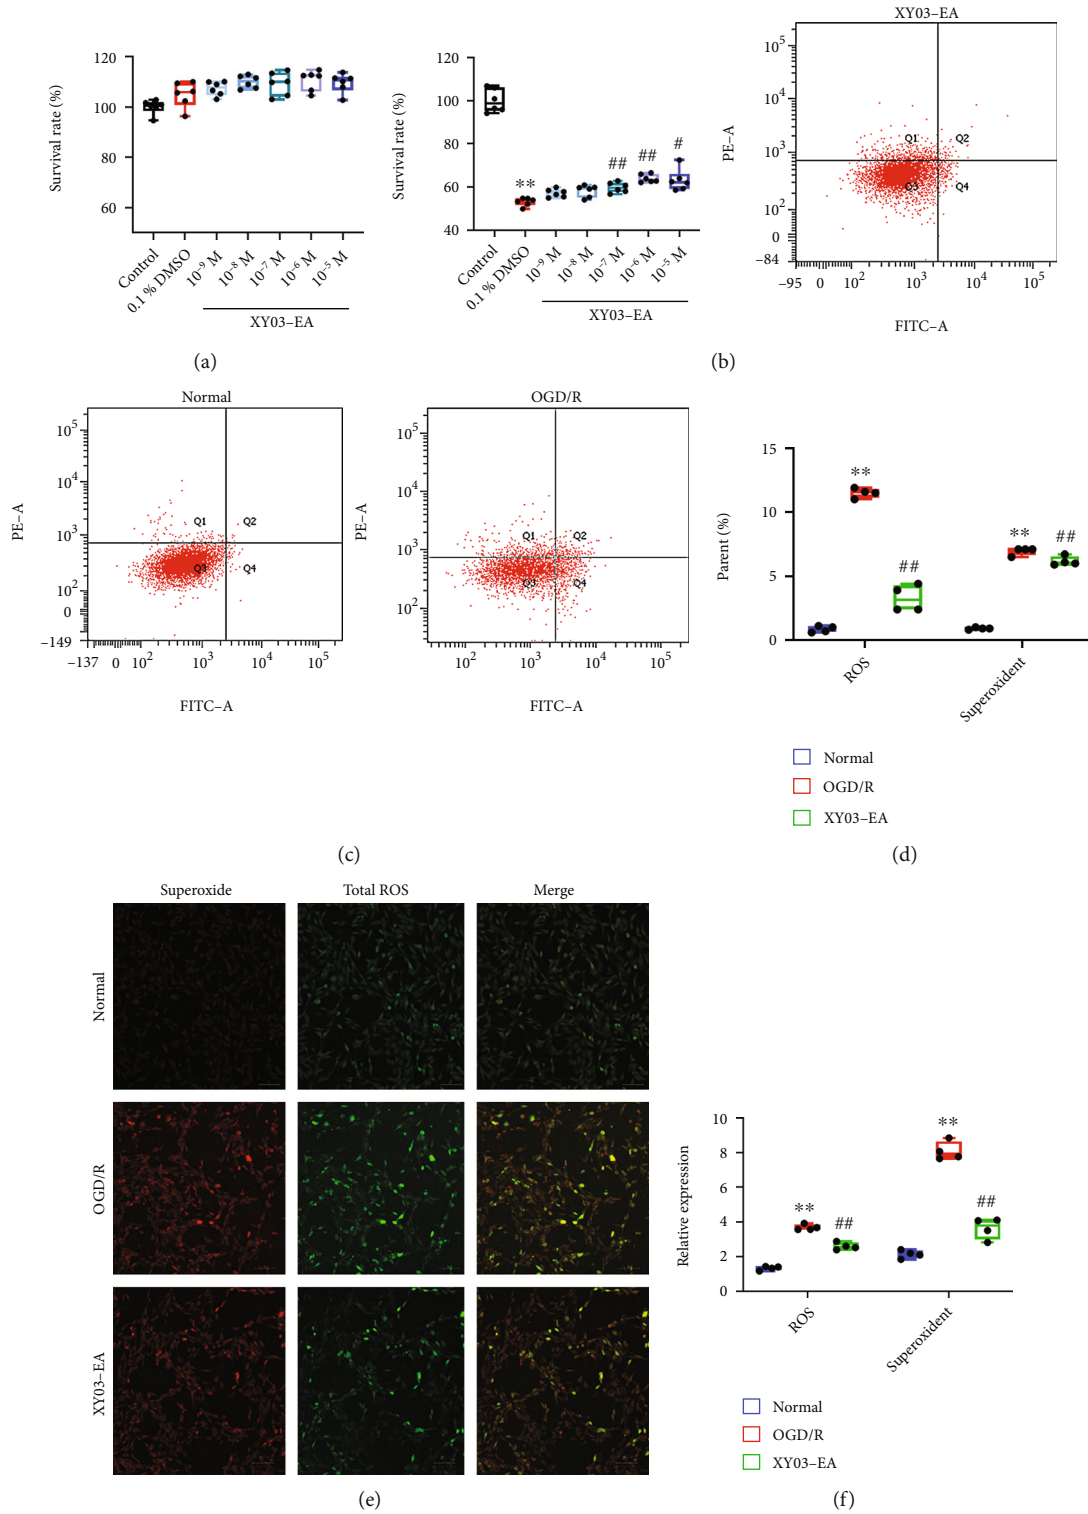 120
100
80
60
Survival rate (%)
Control
0.1 % DMSO
10⁻⁹ M
10⁻⁸ M
10⁻⁷ M
10⁻⁶ M
10⁻⁵ M
XY03–EA
(a)
120
100
80
60
40
Survival rate (%)
**
##
##
#
Control
0.1 % DMSO
10⁻⁹ M
10⁻⁸ M
10⁻⁷ M
10⁻⁶ M
10⁻⁵ M
XY03–EA
(b)
XY03–EA
10⁵
10⁴
10³
10²
0
–84
PE–A
Q1
Q2
Q3
Q4
–95 0 10² 10³ 10⁴ 10⁵
FITC–A
Normal
10⁵
10⁴
10³
10²
0
–149
PE–A
Q1
Q2
Q3
Q4
–137 0 10² 10³ 10⁴ 10⁵
FITC–A
OGD/R
10⁵
10⁴
10³
10²
PE–A
Q1
Q2
Q3
Q4
10² 10³ 10⁴ 10⁵
FITC–A
(c)
15
10
5
0
Parent (%)
**
##
**
##
ROS
Superoxident
Normal
OGD/R
XY03–EA
(d)
Superoxide
Total ROS
Merge
Normal
OGD/R
XY03–EA
(e)
10
8
6
4
2
0
Relative expression
**
##
**
##
ROS
Superoxident
Normal
OGD/R
XY03–EA
(f)